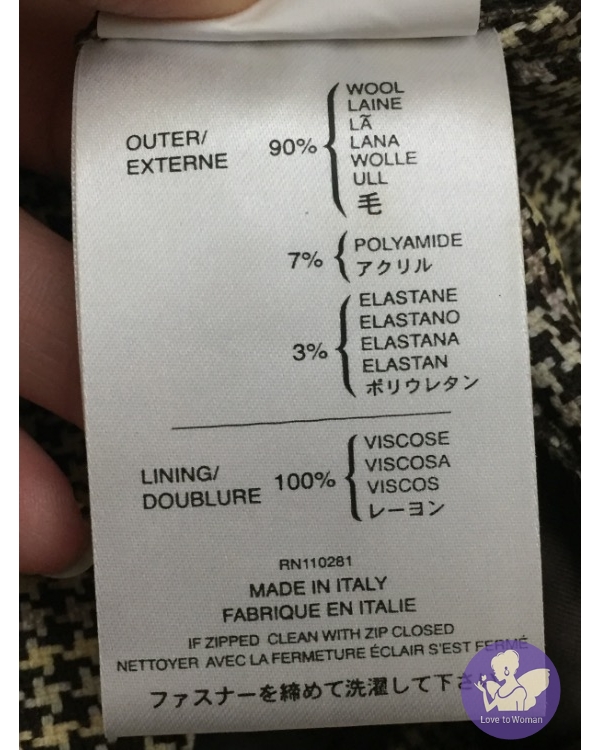 OUTER/
EXTERNE
90%
WOOL
LAINE
LÃ
LANA
WOLLE
ULL
毛
7%
POLYAMIDE
アクリル
3%
ELASTANE
ELASTANO
ELASTANA
ELASTAN
ポリウレタン
LINING/
DOUBLURE
100%
VISCOSE
VISCOSA
VISCOS
レーヨン
RN110281
MADE IN ITALY
FABRIQUE EN ITALIE
IF ZIPPED CLEAN WITH ZIP CLOSED
NETTOYER AVEC LA FERMETURE ÉCLAIR S'EST FERMÉ
ファスナーを締めて洗濯して下さ
Love to Woman